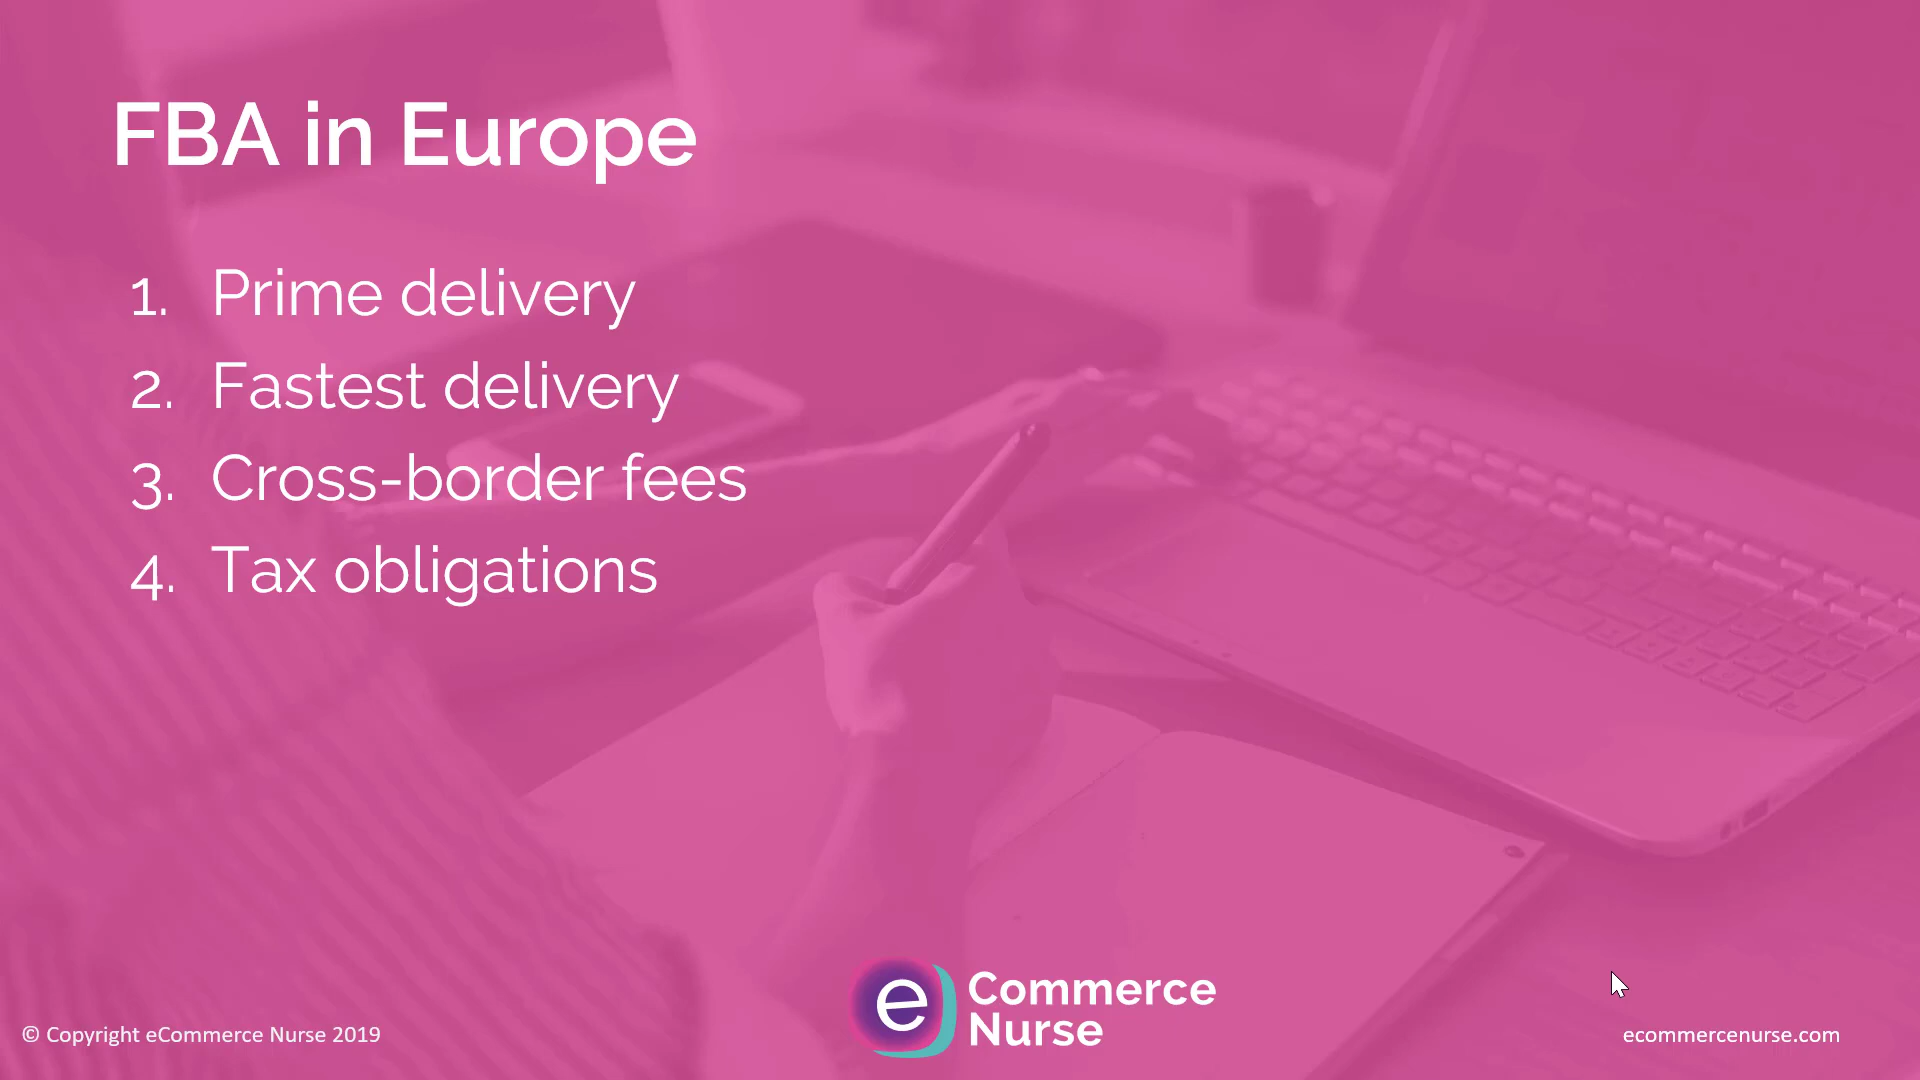 FBA in Europe
1. Prime delivery
2. Fastest delivery
3. Cross-border fees
4. Tax obligations
e Commerce
Nurse
© Copyright eCommerce Nurse 2019
ecommercenurse.com